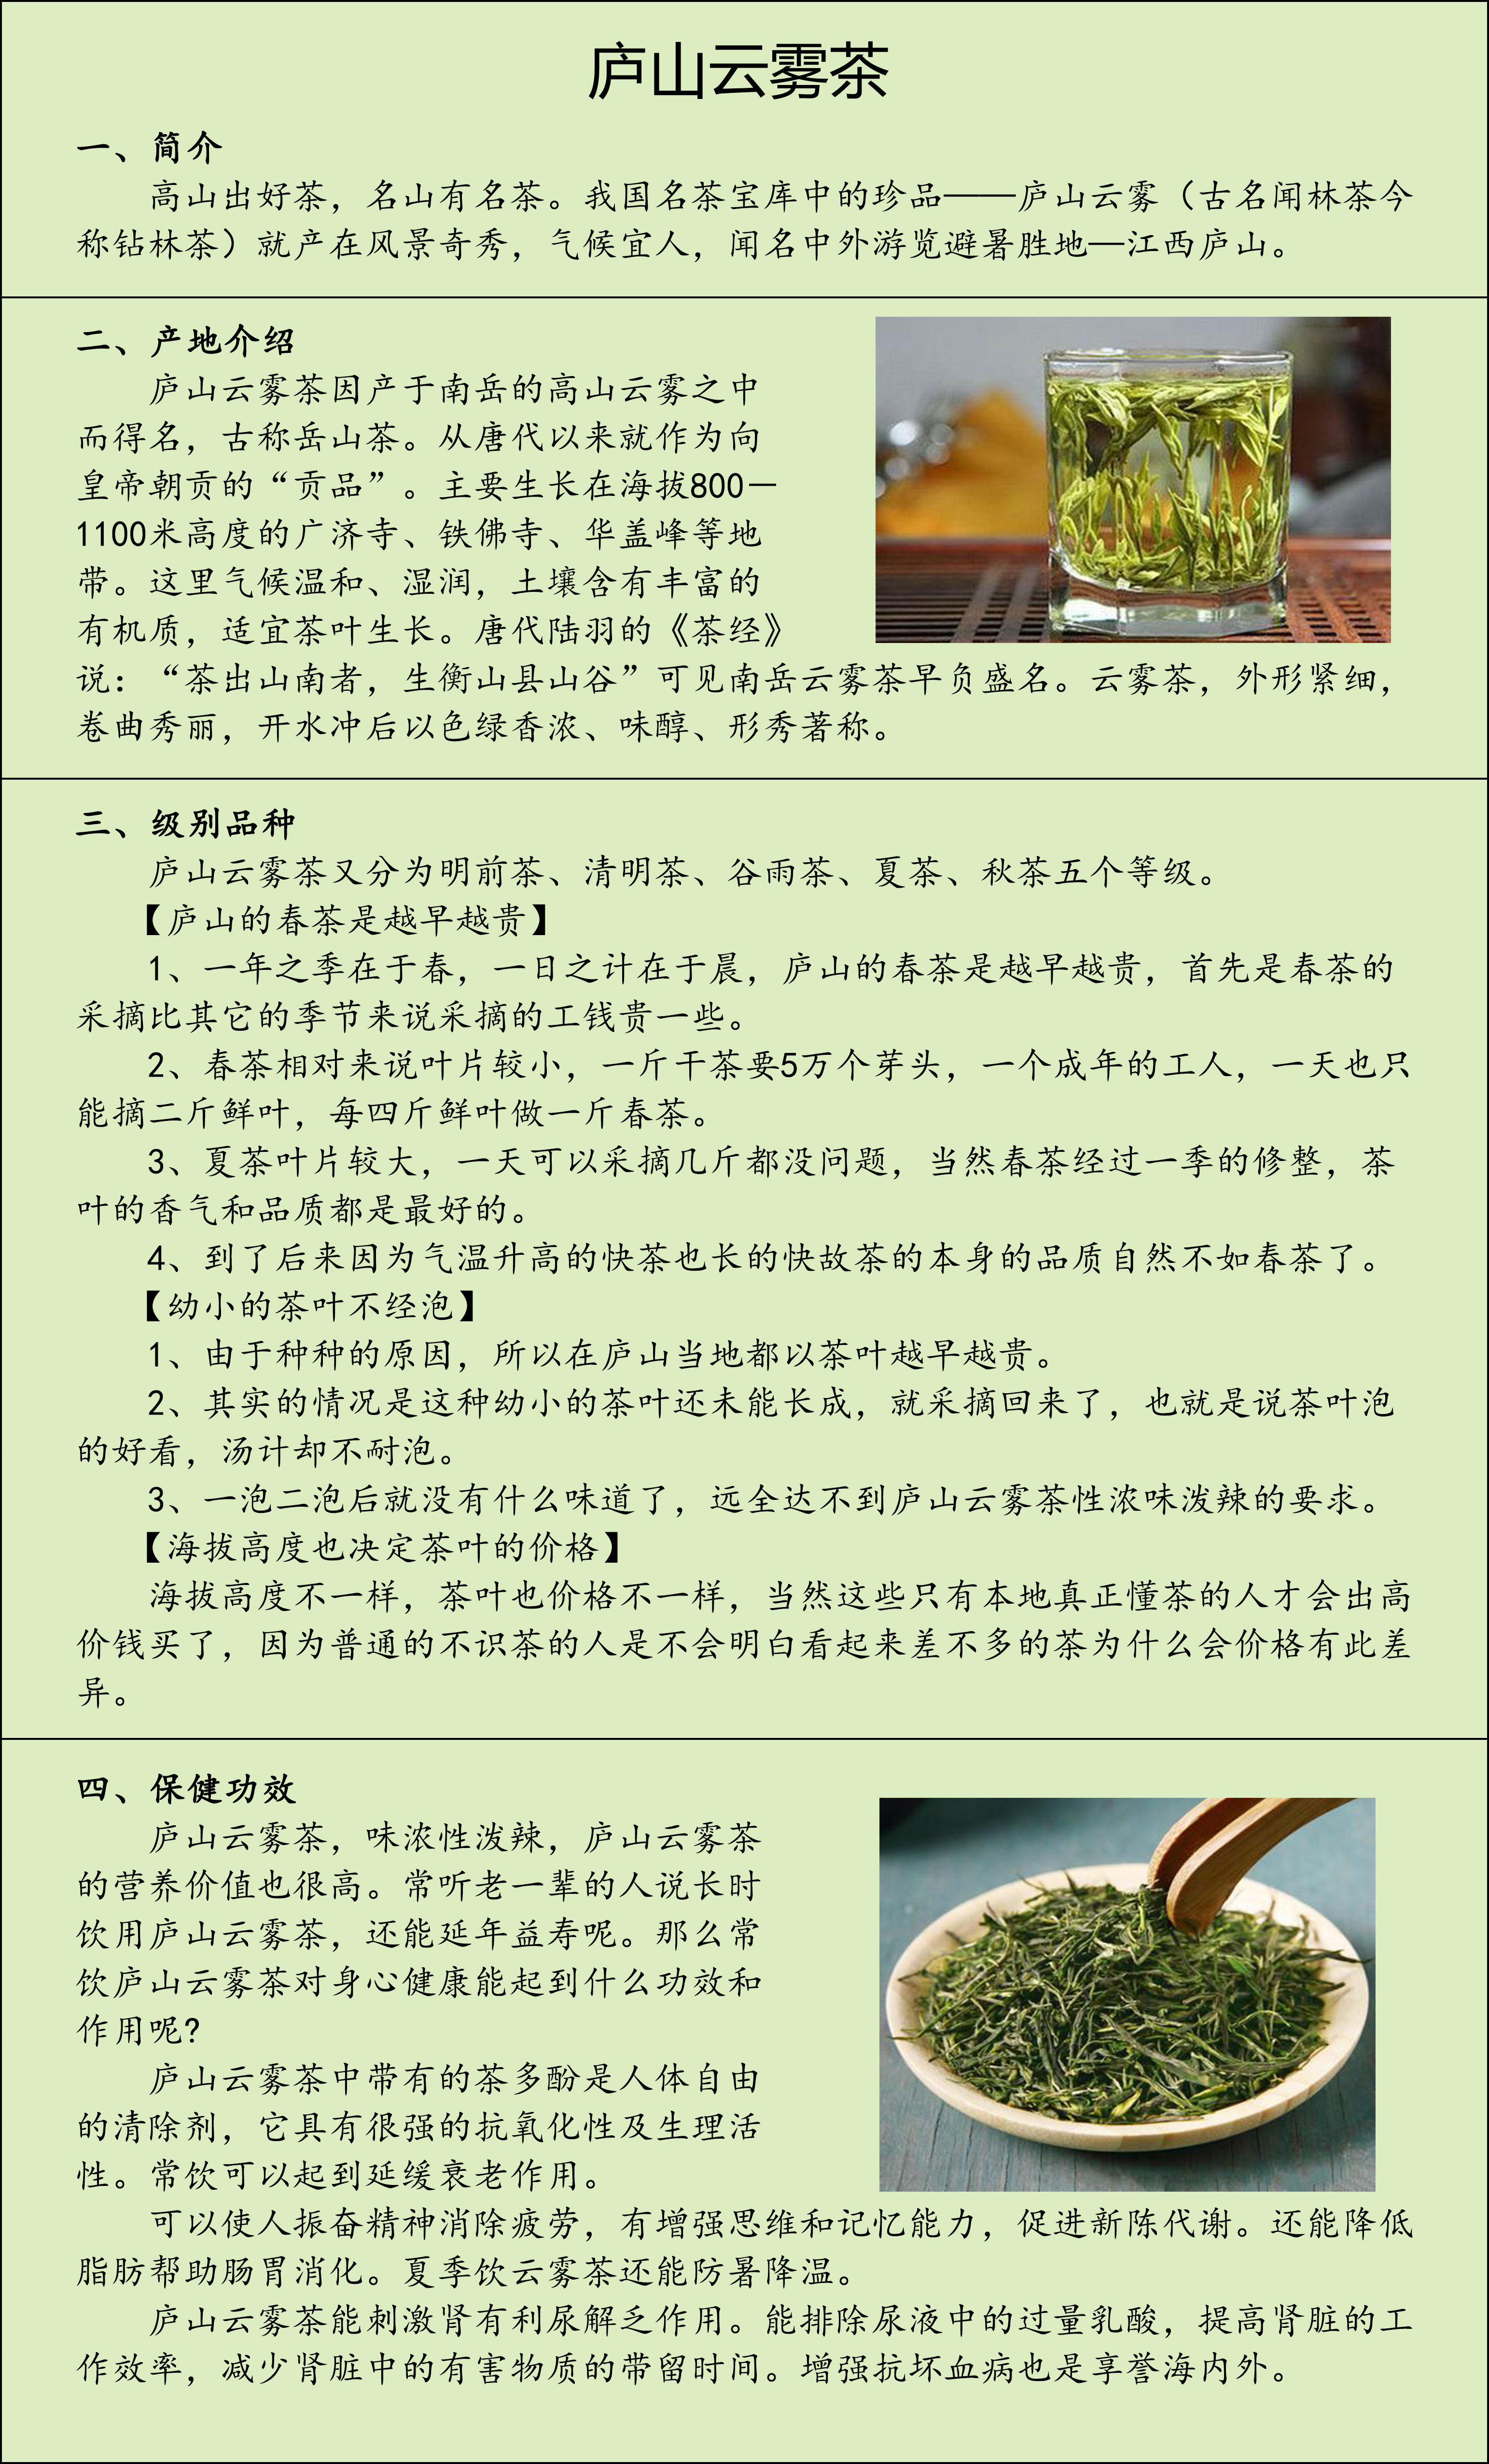 庐山云雾茶
一、简介
高山出好茶，名山有名茶。我国名茶宝库中的珍品——庐山云雾（古名闻林茶今
称钻林茶）就产在风景奇秀，气候宜人，闻名中外游览避暑胜地—江西庐山。
二、产地介绍
庐山云雾茶因产于南岳的高山云雾之中
而得名，古称岳山茶。从唐代以来就作为向
皇帝朝贡的“贡品”。主要生长在海拔800—
1100米高度的广济寺、铁佛寺、华盖峰等地
带。这里气候温和、湿润，土壤含有丰富的
有机质，适宜茶叶生长。唐代陆羽的《茶经》
说：“茶出山南者，生衡山县山谷”可见南岳云雾茶早负盛名。云雾茶，外形紧细，
卷曲秀丽，开水冲后以色绿香浓、味醇、形秀著称。
三、级别品种
庐山云雾茶又分为明前茶、清明茶、谷雨茶、夏茶、秋茶五个等级。
【庐山的春茶是越早越贵】
1、一年之季在于春，一日之计在于晨，庐山的春茶是越早越贵，首先是春茶的
采摘比其它的季节来说采摘的工钱贵一些。
2、春茶相对来说叶片较小，一斤干茶要5万个芽头，一个成年的工人，一天也只
能摘二斤鲜叶，每四斤鲜叶做一斤春茶。
3、夏茶叶片较大，一天可以采摘几斤都没问题，当然春茶经过一季的修整，茶
叶的香气和品质都是最好的。
4、到了后来因为气温升高的快茶也长的快故茶的本身的品质自然不如春茶了。
【幼小的茶叶不经泡】
1、由于种种的原因，所以在庐山当地都以茶叶越早越贵。
2、其实的情况是这种幼小的茶叶还未能长成，就采摘回来了，也就是说茶叶泡
的好看，汤计却不耐泡。
3、一泡二泡后就没有什么味道了，远全达不到庐山云雾茶性浓味泼辣的要求。
【海拔高度也决定茶叶的价格】
海拔高度不一样，茶叶也价格不一样，当然这些只有本地真正懂茶的人才会出高
价钱买了，因为普通的不识茶的人是不会明白看起来差不多的茶为什么会价格有此差
异。
四、保健功效
庐山云雾茶，味浓性泼辣，庐山云雾茶
的营养价值也很高。常听老一辈的人说长时
饮用庐山云雾茶，还能延年益寿呢。那么常
饮庐山云雾茶对身心健康能起到什么功效和
作用呢?
庐山云雾茶中带有的茶多酚是人体自由
的清除剂，它具有很强的抗氧化性及生理活
性。常饮可以起到延缓衰老作用。
可以使人振奋精神消除疲劳，有增强思维和记忆能力，促进新陈代谢。还能降低
脂肪帮助肠胃消化。夏季饮云雾茶还能防暑降温。
庐山云雾茶能刺激肾有利尿解乏作用。能排除尿液中的过量乳酸，提高肾脏的工
作效率，减少肾脏中的有害物质的带留时间。增强抗坏血病也是享誉海内外。